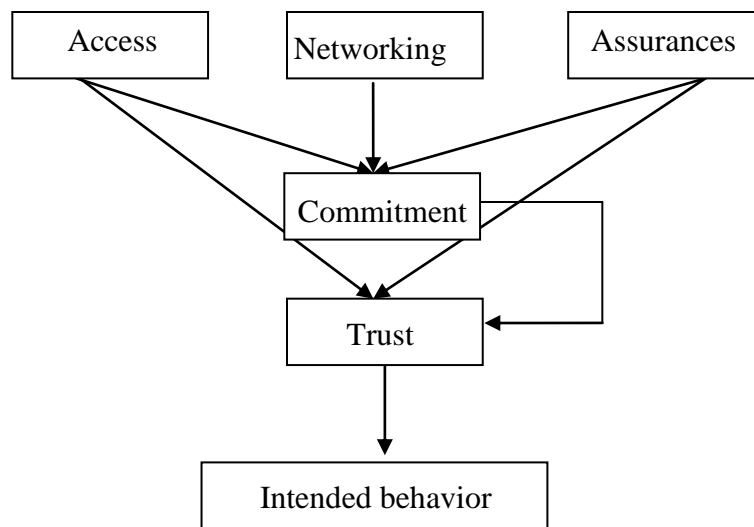 Access
Networking
Assurances
Commitment
Trust
Intended behavior